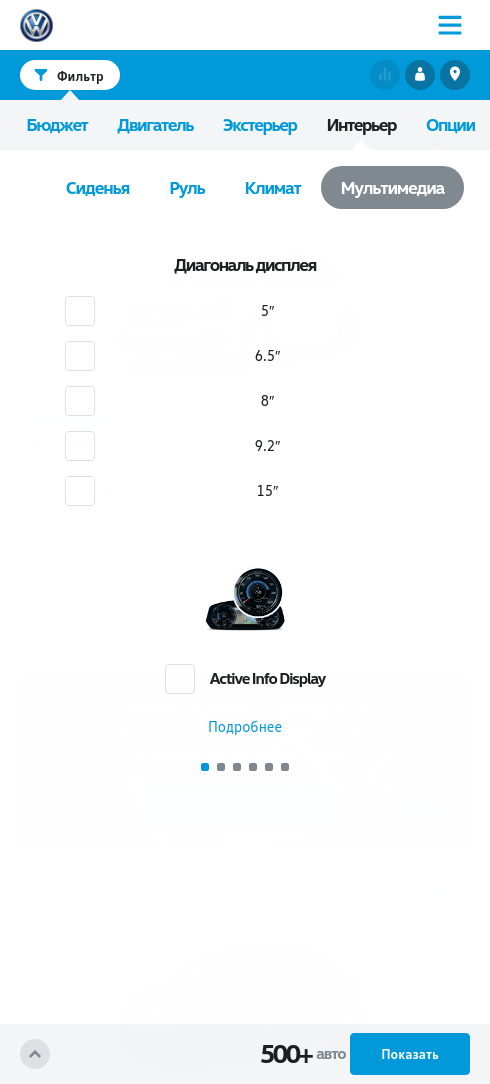 Фильтр
Бюджет Двигатель Экстерьер Интерьер Опции
Сиденья Руль Климат Мультимедиа
Диагональ дисплея
5″
6.5″
8″
9.2″
15″
Active Info Display
Подробнее
500+ авто Показать